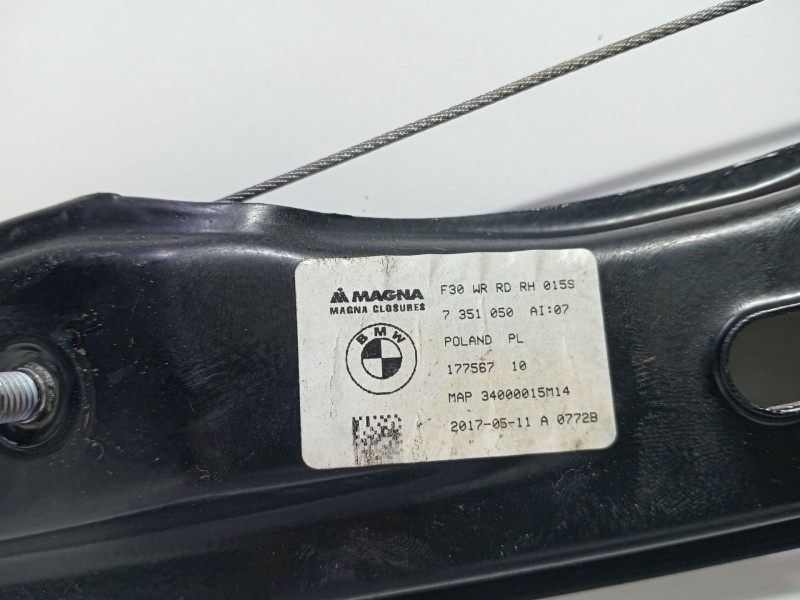 MAGNA
MAGNA CLOSURES
BMW
F30 WR RD RH 015S
7 351 050 AI:07
POLAND PL
177567 10
MAP 34000015M14
2017-05-11 A 0772B